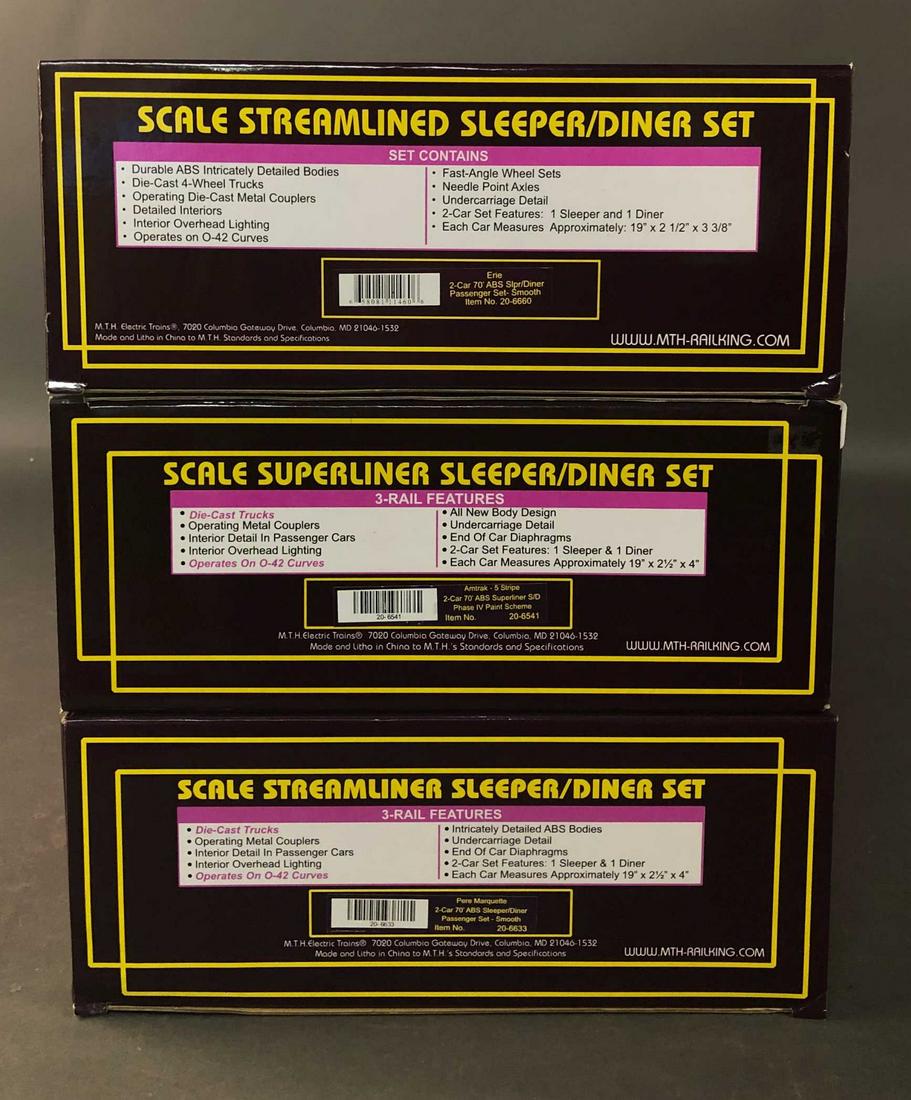 SCALE STREAMLINED SLEEPER/DINER SET
SET CONTAINS
• Durable ABS Intricately Detailed Bodies
• Die-Cast 4-Wheel Trucks
• Operating Die-Cast Metal Couplers
• Detailed Interiors
• Interior Overhead Lighting
• Operates on O-42 Curves
• Fast-Angle Wheel Sets
• Needle Point Axles
• Undercarriage Detail
• 2-Car Set Features: 1 Sleeper and 1 Diner
• Each Car Measures Approximately: 19" x 2 1/2" x 3 3/8"
Erie
2-Car 70' ABS Slpr/Diner
Passenger Set- Smooth
Item No. 20-6660
M.T.H. Electric Trains®, 7020 Columbia Gateway Drive, Columbia, MD 21046-1532
Made and Litho in China to M.T.H. Standards and Specifications
WWW.MTH-RAILKING.COM
SCALE SUPERLINER SLEEPER/DINER SET
3-RAIL FEATURES
• Die-Cast Trucks
• Operating Metal Couplers
• Interior Detail In Passenger Cars
• Interior Overhead Lighting
• Operates On O-42 Curves
• All New Body Design
• Undercarriage Detail
• End Of Car Diaphragms
• 2-Car Set Features: 1 Sleeper & 1 Diner
• Each Car Measures Approximately 19" x 2½" x 4"
20-6541
Amtrak - 5 Stripe
2-Car 70' ABS Superliner S/D
Phase IV Paint Scheme
Item No. 20-6541
M.T.H.Electric Trains® 7020 Columbia Gateway Drive, Columbia, MD 21046-1532
Made and Litho in China to M.T.H.'s Standards and Specifications
WWW.MTH-RAILKING.COM
SCALE STREAMLINER SLEEPER/DINER SET
3-RAIL FEATURES
• Die-Cast Trucks
• Operating Metal Couplers
• Interior Detail In Passenger Cars
• Interior Overhead Lighting
• Operates On O-42 Curves
• Intricately Detailed ABS Bodies
• Undercarriage Detail
• End Of Car Diaphragms
• 2-Car Set Features: 1 Sleeper & 1 Diner
• Each Car Measures Approximately 19" x 2½" x 4"
20-6633
Pere Marquette
2-Car 70' ABS Sleeper/Diner
Passenger Set - Smooth
Item No. 20-6633
M.T.H.Electric Trains® 7020 Columbia Gateway Drive, Columbia, MD 21046-1532
Made and Litho in China to M.T.H.'s Standards and Specifications
WWW.MTH-RAILKING.COM